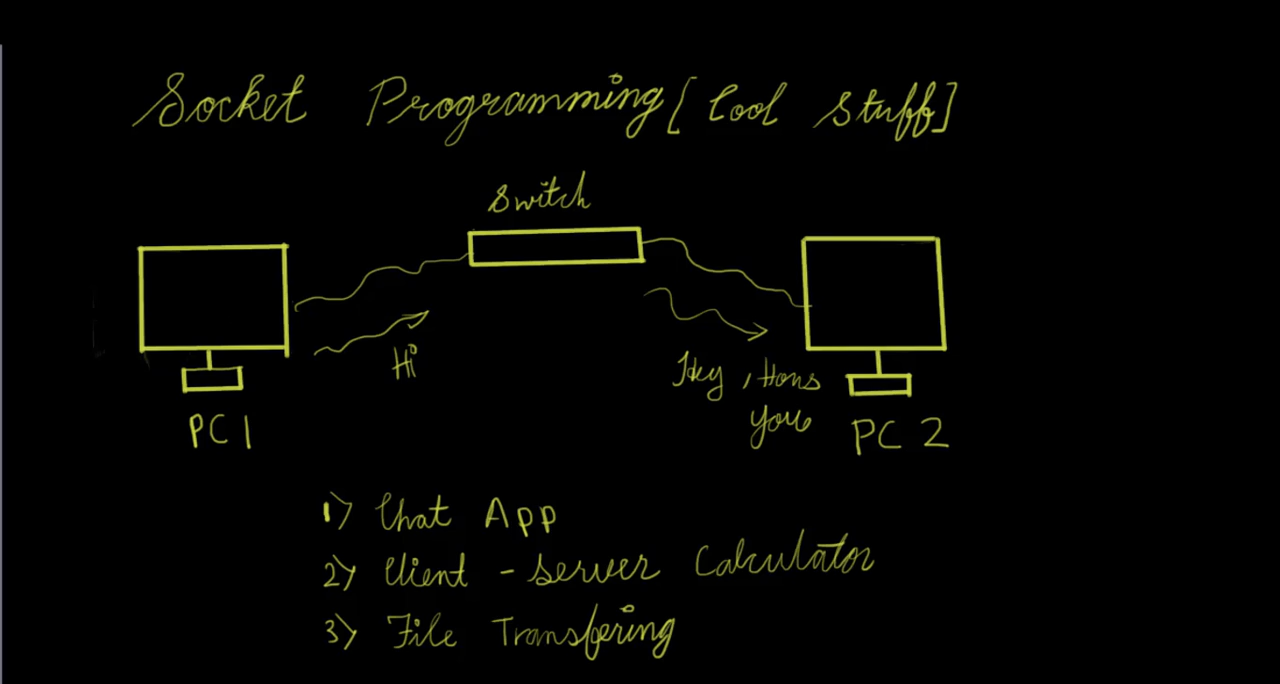 Socket Programming [Cool Stuff]
Switch
Hi
Hey, Hows
you
PC 1
PC 2
1) Chat App
2) Client - Server Calculator
3) File Transfering